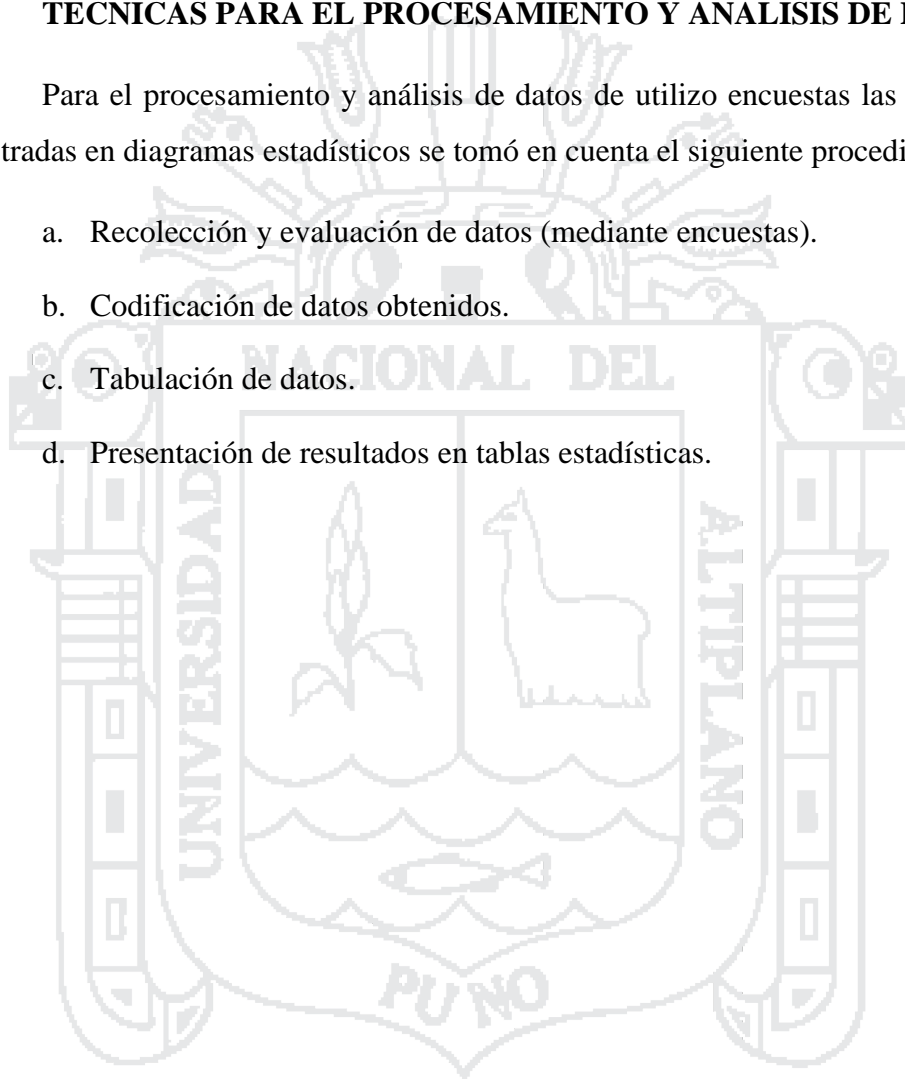 TECNICAS PARA EL PROCESAMIENTO Y ANALISIS DE
Para el procesamiento y análisis de datos de utilizo encuestas las
tradas en diagramas estadísticos se tomó en cuenta el siguiente procedi
a. Recolección y evaluación de datos (mediante encuestas).
b. Codificación de datos obtenidos.
c. Tabulación de datos.
d. Presentación de resultados en tablas estadísticas.
UNIVERSIDAD
NACIONAL DEL
ALTIPLANO
PUNO